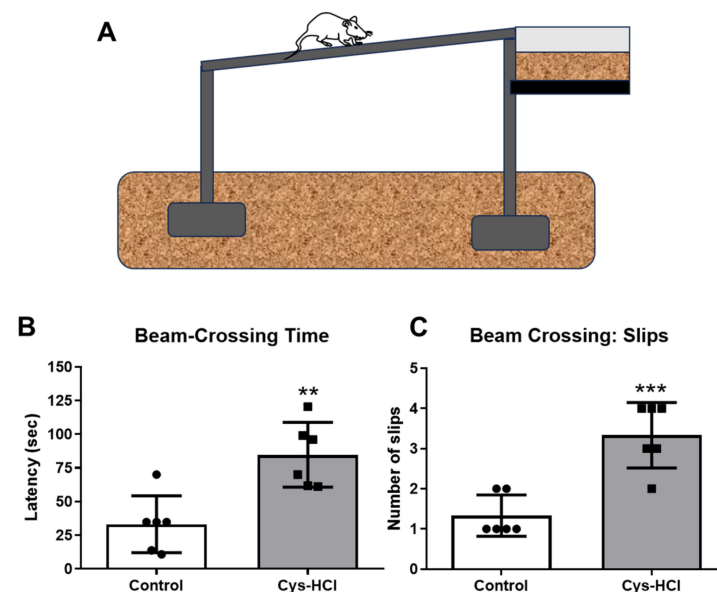 A
B
Beam-Crossing Time
150
125
100
75
50
25
0
Latency (sec)
**
Control
Cys-HCl
C
Beam Crossing: Slips
5
4
3
2
1
0
Number of slips
***
Control
Cys-HCl